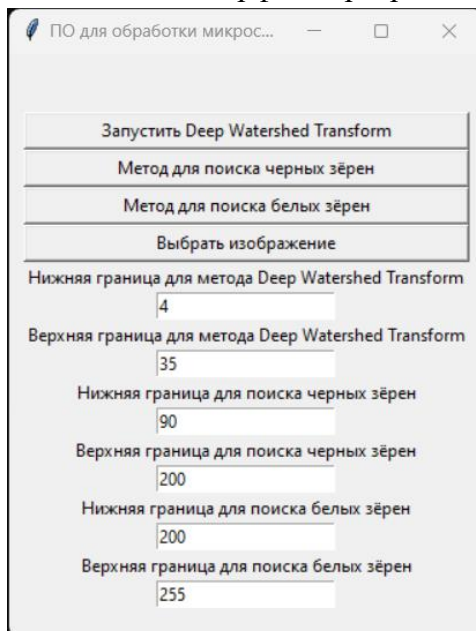 ПО для обработки микрос...
Запустить Deep Watershed Transform
Метод для поиска черных зёрен
Метод для поиска белых зёрен
Выбрать изображение
Нижняя граница для метода Deep Watershed Transform
4
Верхняя граница для метода Deep Watershed Transform
35
Нижняя граница для поиска черных зёрен
90
Верхняя граница для поиска черных зёрен
200
Нижняя граница для поиска белых зёрен
200
Верхняя граница для поиска белых зёрен
255